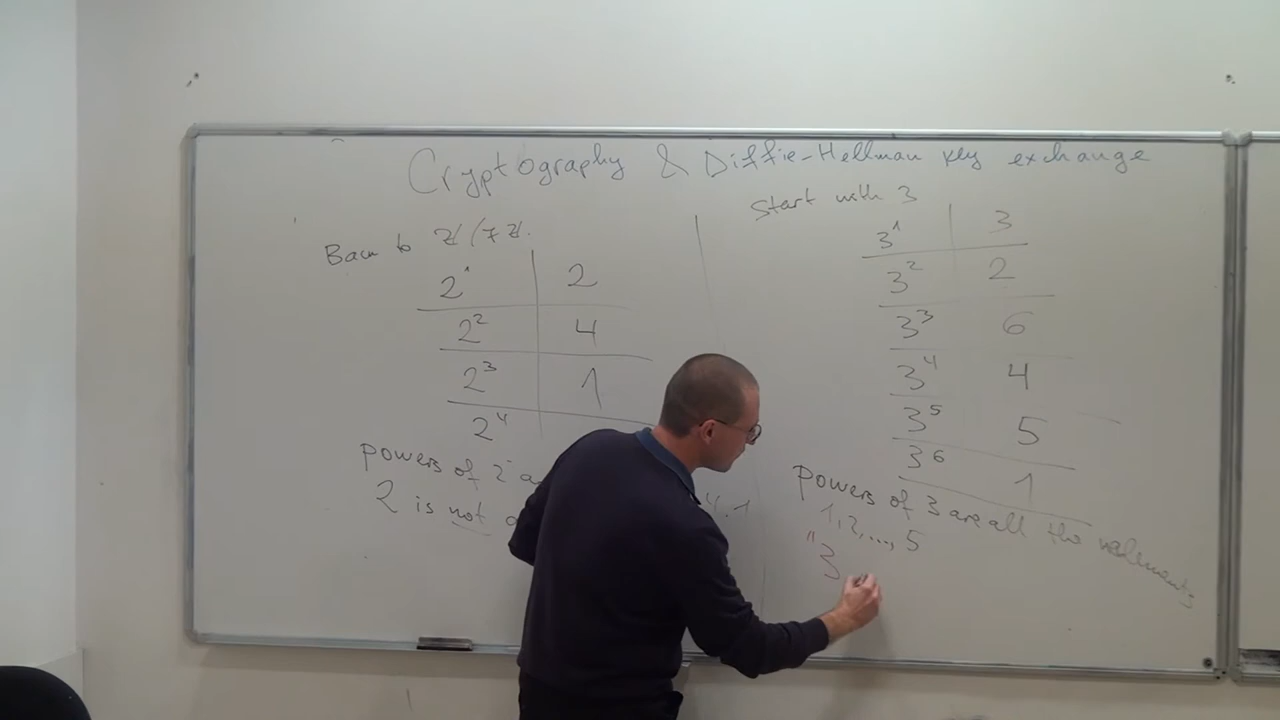 Cryptography & Diffie-Hellman key exchange
Back to ℤ/7ℤ.
2¹ 2
2² 4
2³ 1
2⁴
powers of 2
2 is not
4, 1
Start with 3
3¹ 3
3² 2
3³ 6
3⁴ 4
3⁵ 5
3⁶ 1
powers of 3 are all the
1, 2, ..., 5
"3